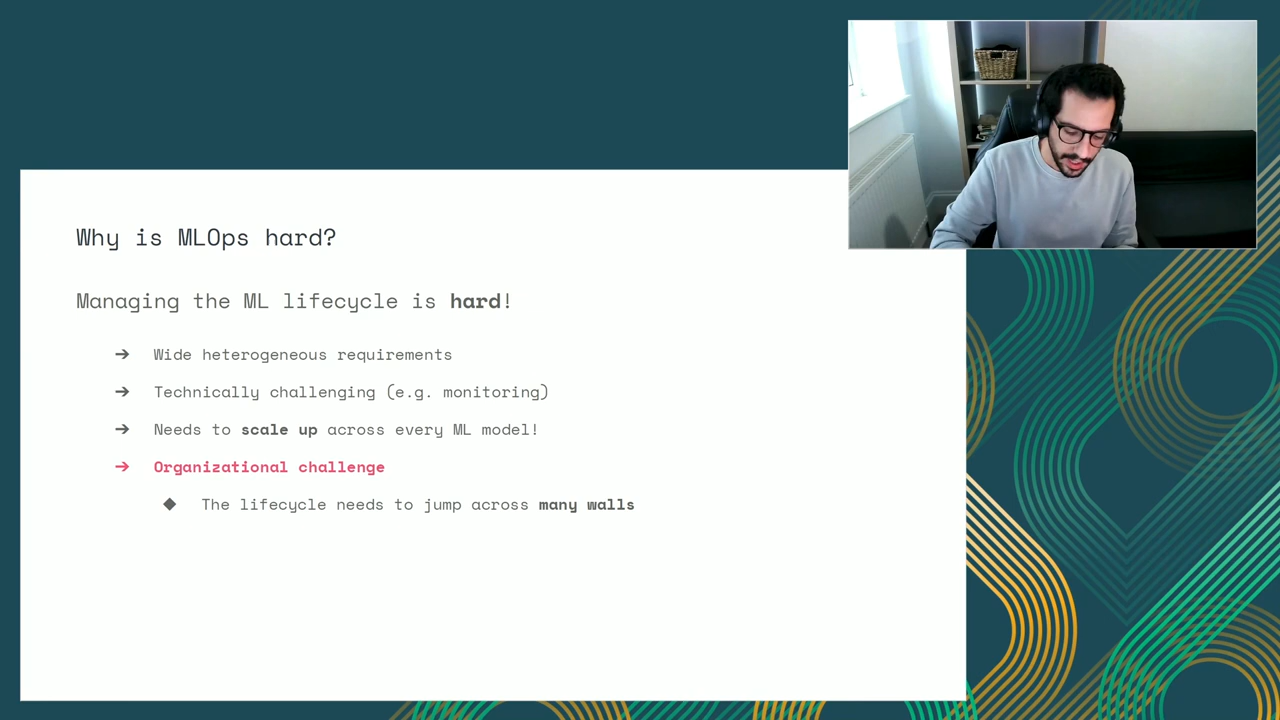 Why is MLOps hard?
Managing the ML lifecycle is hard!
➔ Wide heterogeneous requirements
➔ Technically challenging (e.g. monitoring)
➔ Needs to scale up across every ML model!
➔ Organizational challenge
◆ The lifecycle needs to jump across many walls